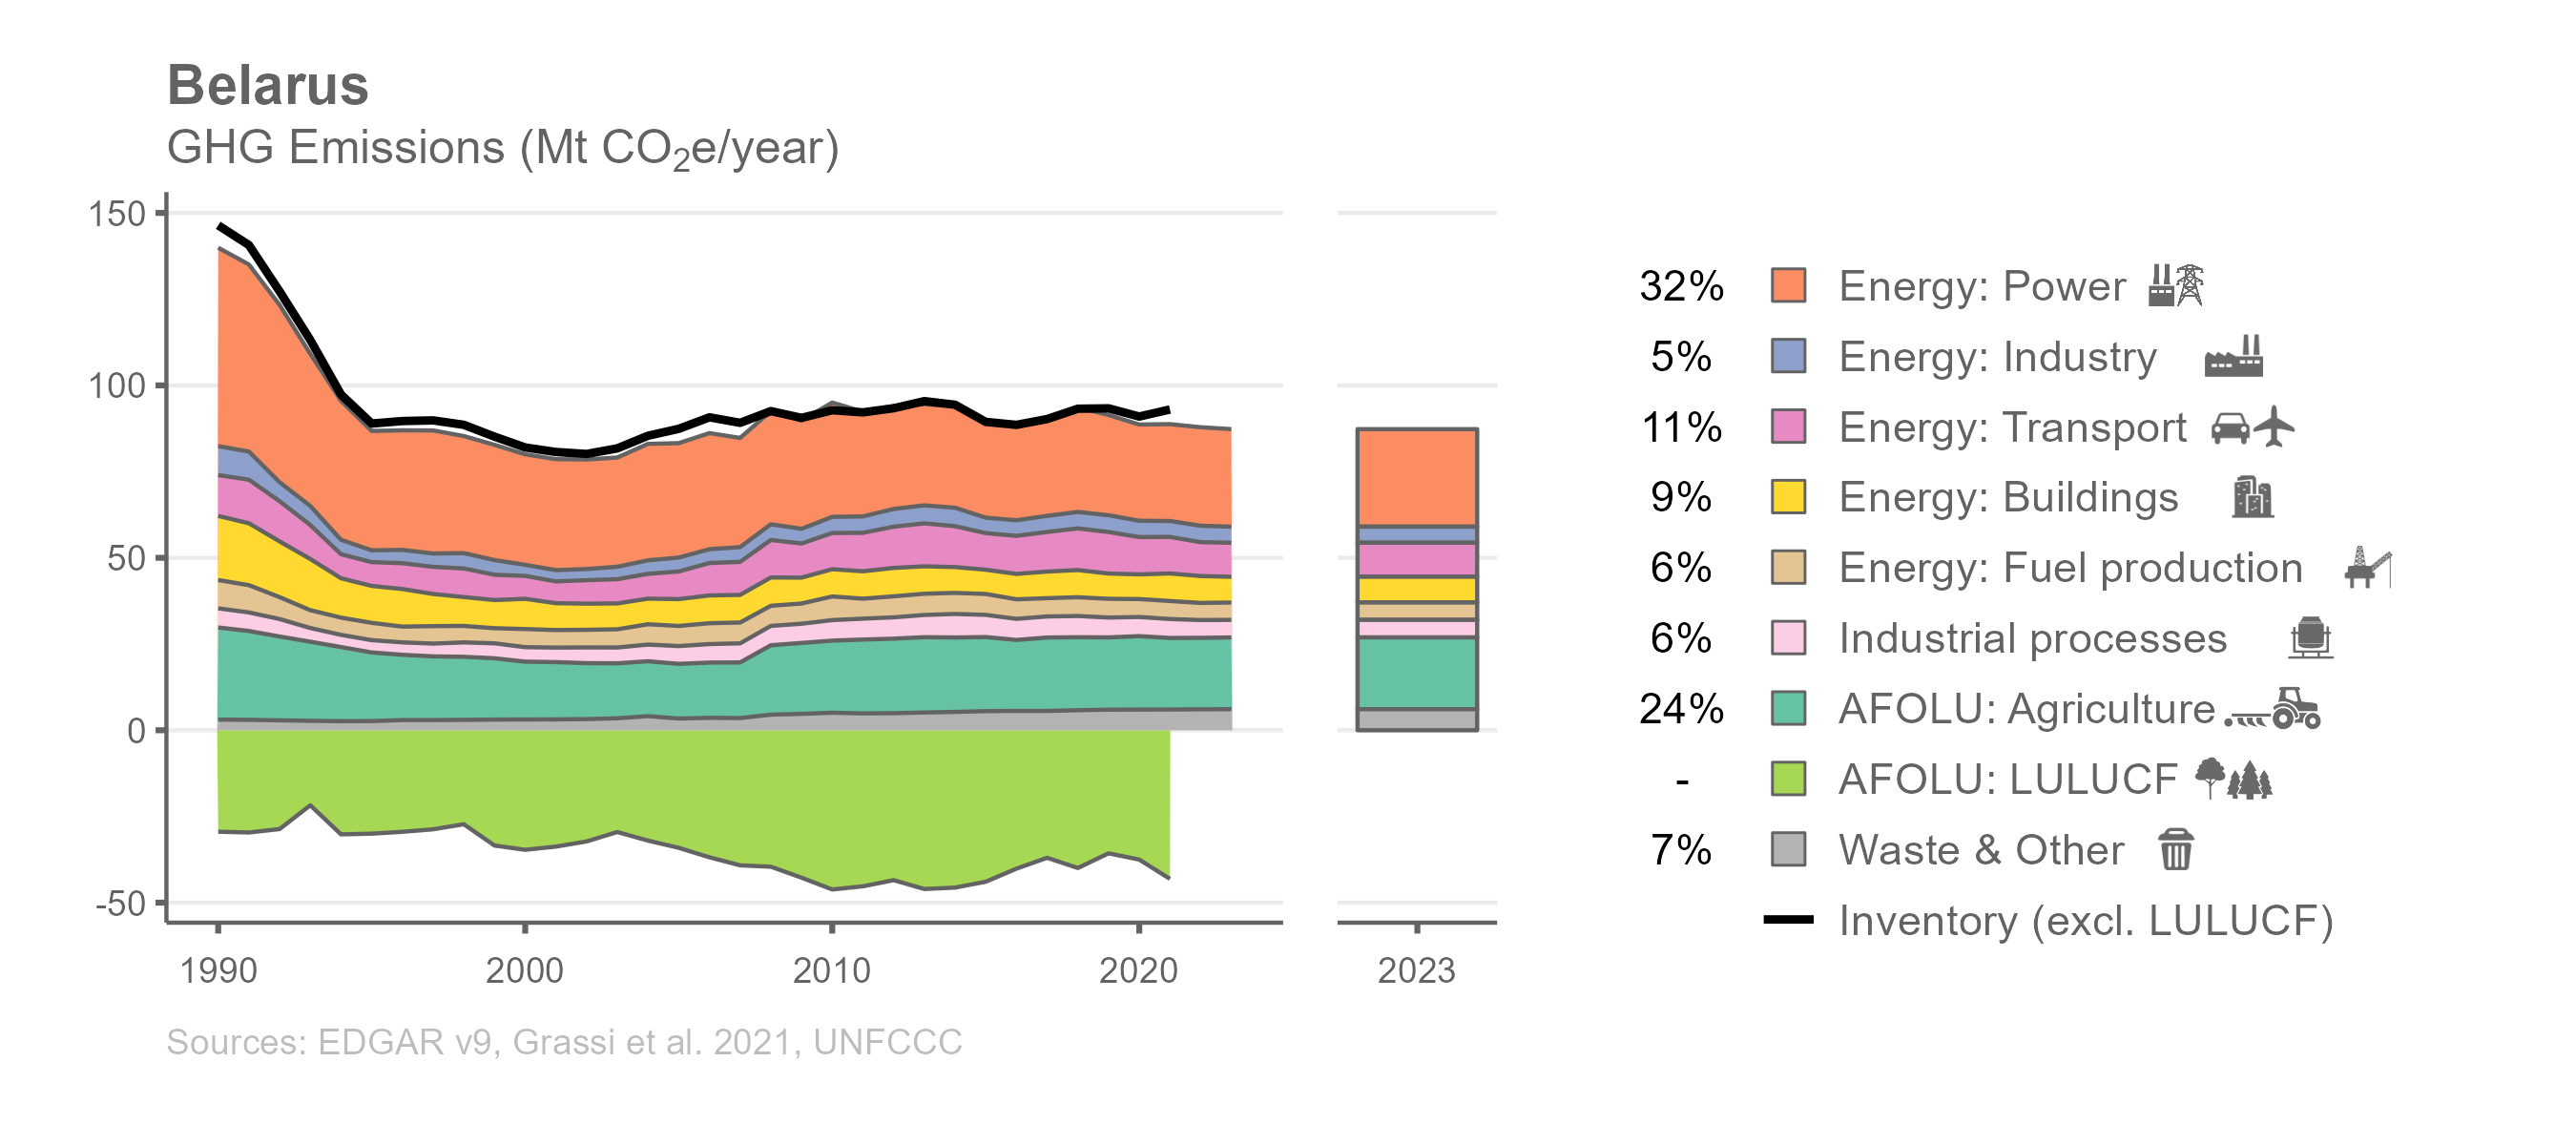 Belarus
GHG Emissions (Mt CO₂e/year)
150
100
50
0
-50
1990
2000
2010
2020
2023
32% Energy: Power
5% Energy: Industry
11% Energy: Transport
9% Energy: Buildings
6% Energy: Fuel production
6% Industrial processes
24% AFOLU: Agriculture
- AFOLU: LULUCF
7% Waste & Other
Inventory (excl. LULUCF)
Sources: EDGAR v9, Grassi et al. 2021, UNFCCC